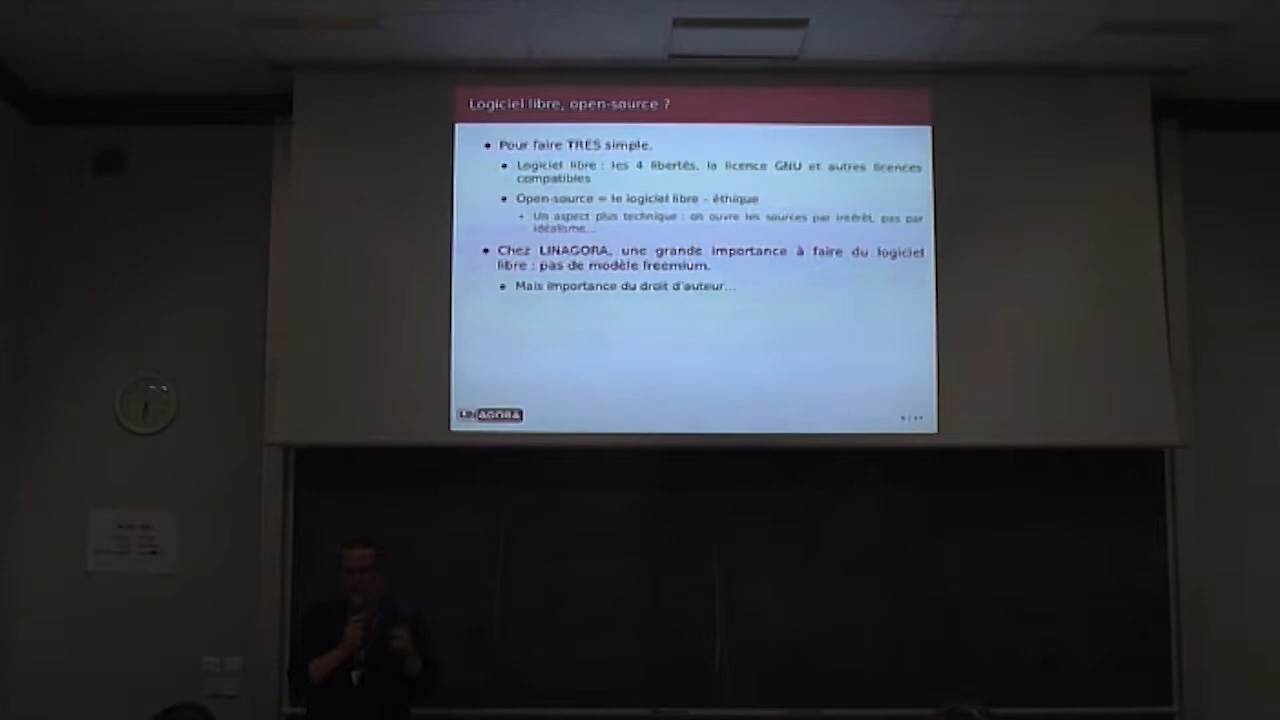 Logiciel libre, open-source ?
• Pour faire TRES simple.
• Logiciel libre : les 4 libertés, la licence GNU et autres licences
compatibles
• Open-source = le logiciel libre - éthique
• Un aspect plus technique : on ouvre les sources par intérêt, pas par
idéalisme...
• Chez LINAGORA, une grande importance à faire du logiciel
libre : pas de modèle freemium.
• Mais importance du droit d'auteur...
LINAGORA